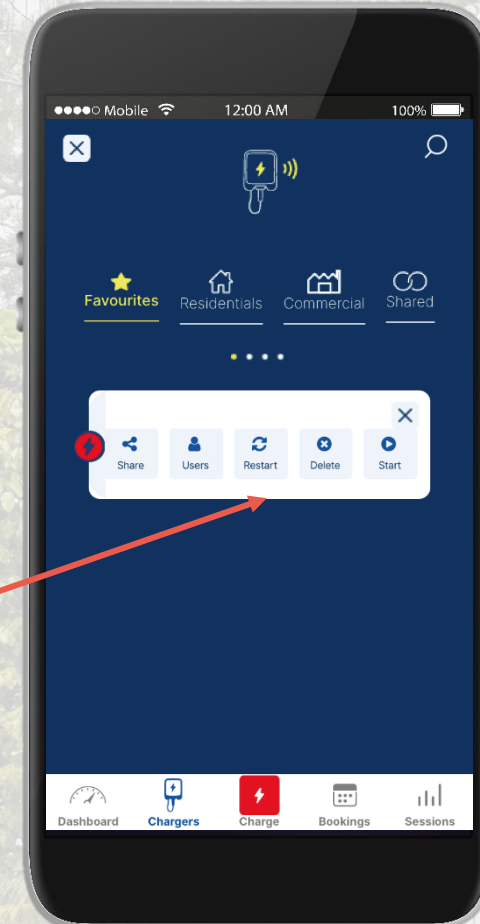 Mobile 12:00 AM 100%
Favourites Residentials Commercial Shared
Share Users Restart Delete Start
Dashboard Chargers Charge Bookings Sessions